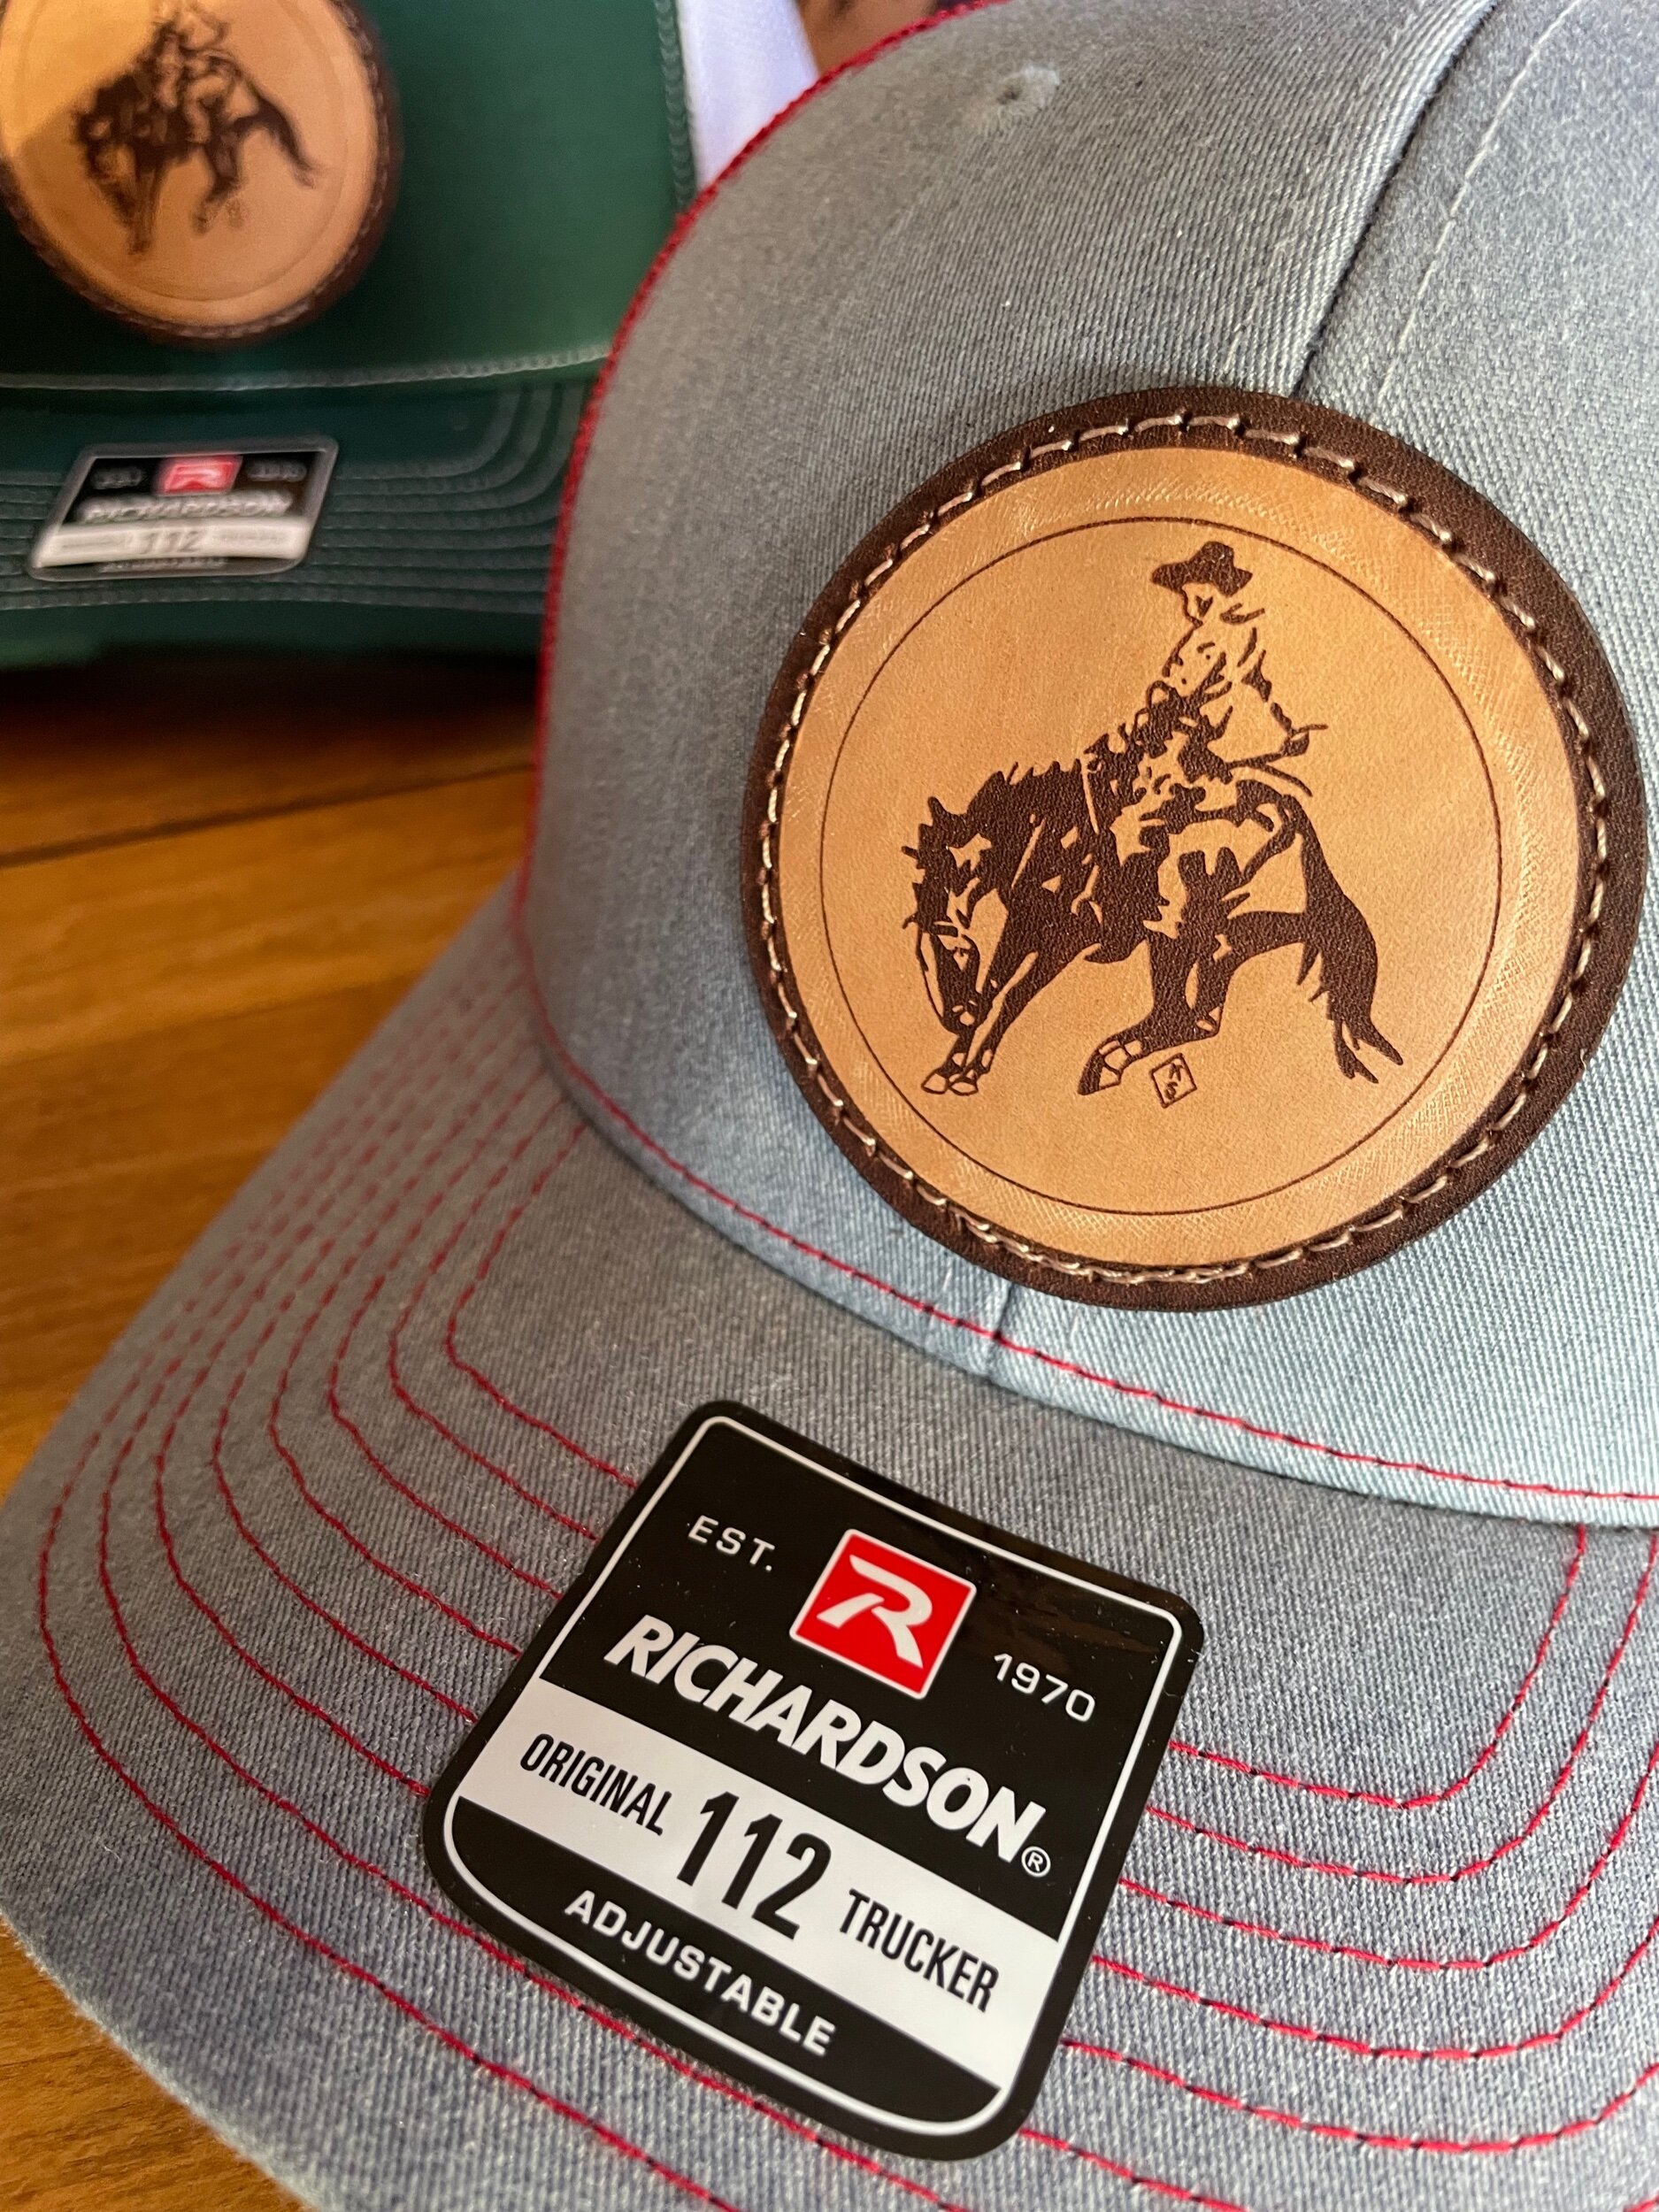 RICHARDSON
112
EST. R 1970
RICHARDSON®
ORIGINAL 112 TRUCKER
ADJUSTABLE